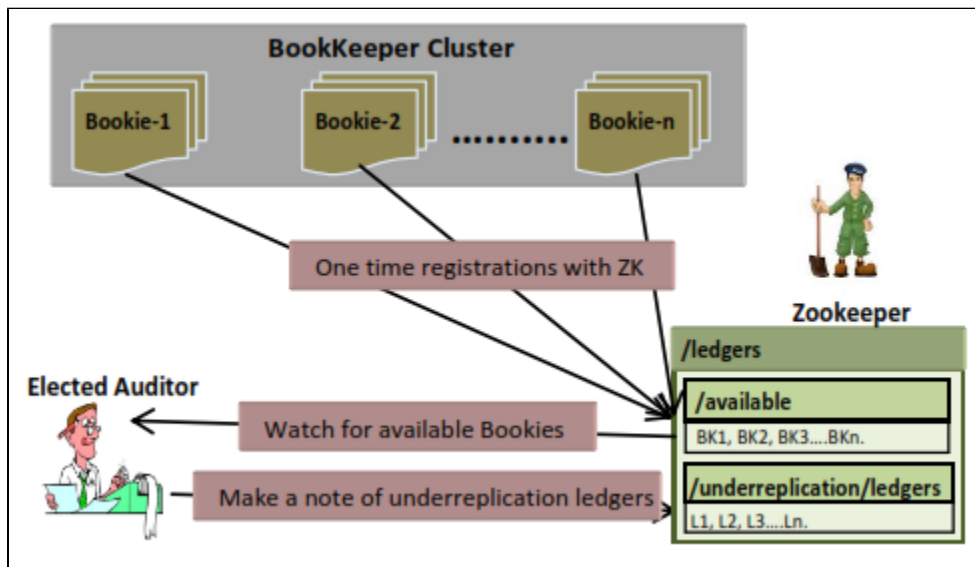 BookKeeper Cluster
Bookie-1
Bookie-2
..........
Bookie-n
One time registrations with ZK
Zookeeper
/ledgers
Elected Auditor
/available
Watch for available Bookies
BK1, BK2, BK3....BKn.
/underreplication/ledgers
Make a note of underreplication ledgers
L1, L2, L3....Ln.